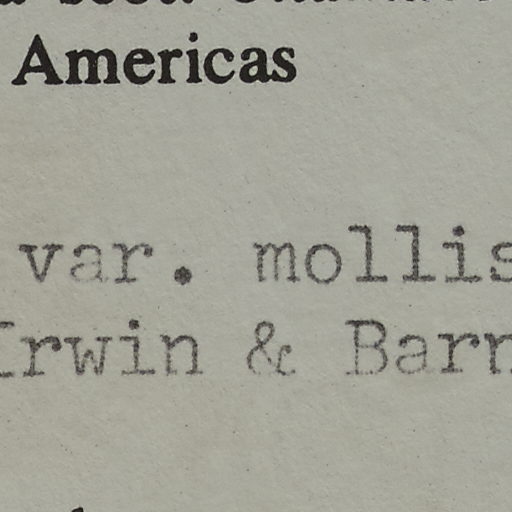 Americas
var. mollis
Irwin & Barn